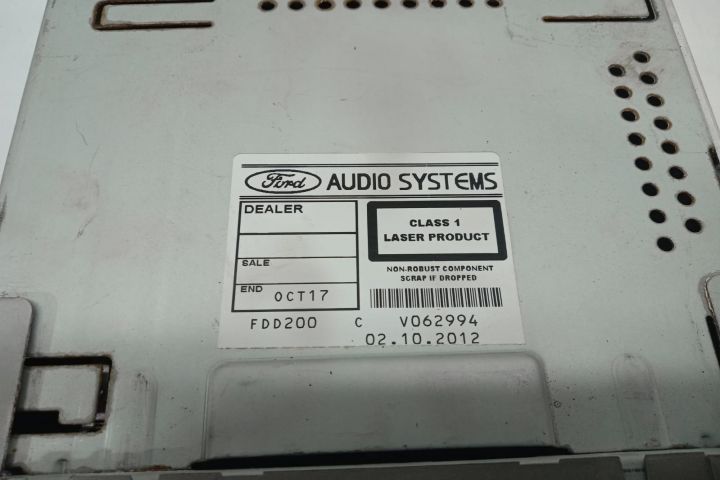 Ford AUDIO SYSTEMS
DEALER
CLASS 1
LASER PRODUCT
SALE
NON-ROBUST COMPONENT
SCRAP IF DROPPED
END OCT17
FDD200 C V062994
02.10.2012